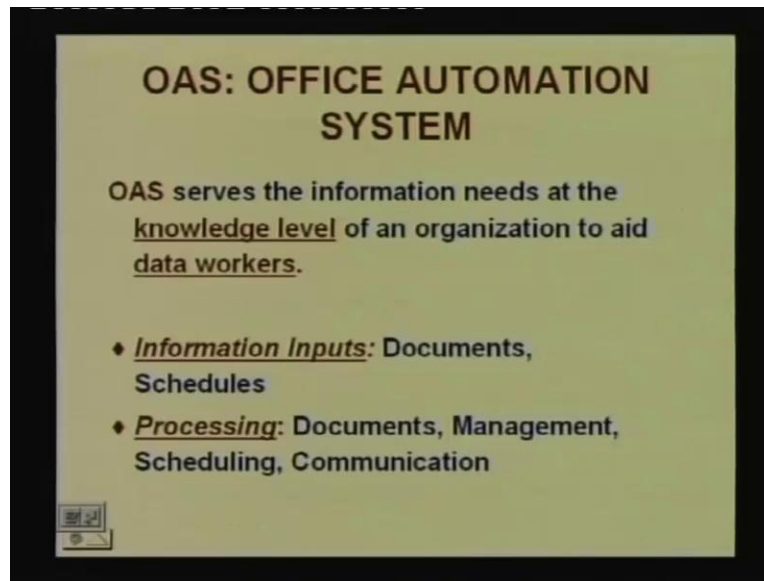 OAS: OFFICE AUTOMATION
SYSTEM
OAS serves the information needs at the
knowledge level of an organization to aid
data workers.
♦ Information Inputs: Documents,
Schedules
♦ Processing: Documents, Management,
Scheduling, Communication